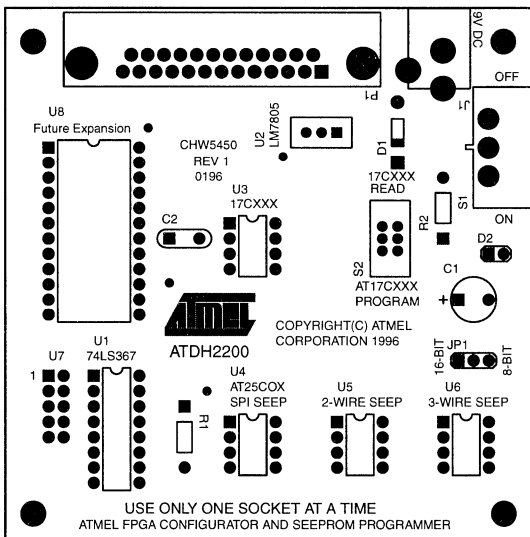 9V DC
P1
J1
OFF
U8
Future Expansion
CHW5450
REV 1
0196
U2
LM7805
D1
17CXXX
READ
U3
17CXXX
C2
R2
S1
ON
S2
D2
AT17CXXX
PROGRAM
C1
+
ATMEL
ATDH2200
COPYRIGHT(C) ATMEL
CORPORATION 1996
JP1
16-BIT
8-BIT
U7
1
U1
74LS367
R1
U4
AT25COX
SPI SEEP
U5
2-WIRE SEEP
U6
3-WIRE SEEP
USE ONLY ONE SOCKET AT A TIME
ATMEL FPGA CONFIGURATOR AND SEEPROM PROGRAMMER